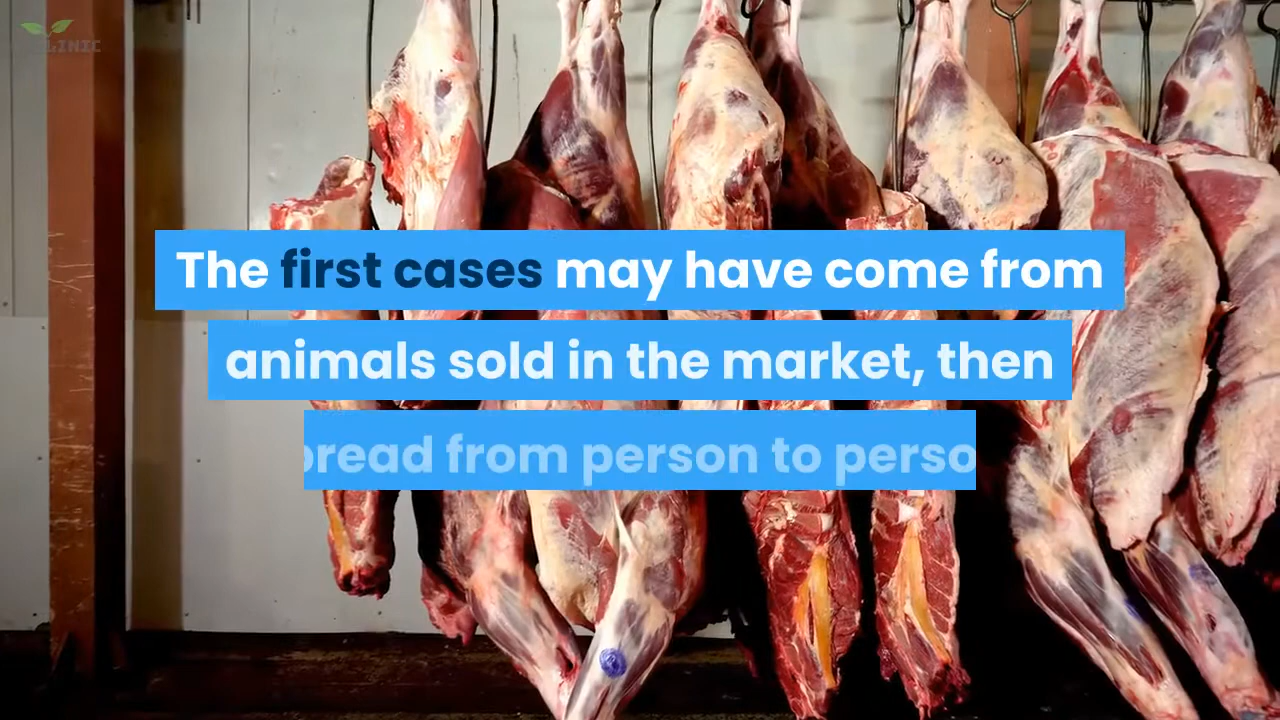 The first cases may have come from
animals sold in the market, then
from person to